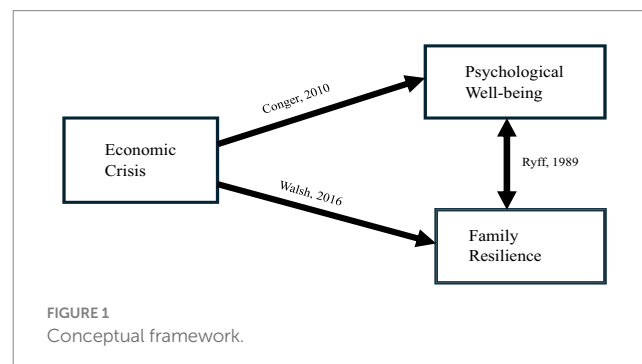 Economic
Crisis
Conger, 2010
Walsh, 2016
Psychological
Well-being
Ryff, 1989
Family
Resilience
FIGURE 1
Conceptual framework.